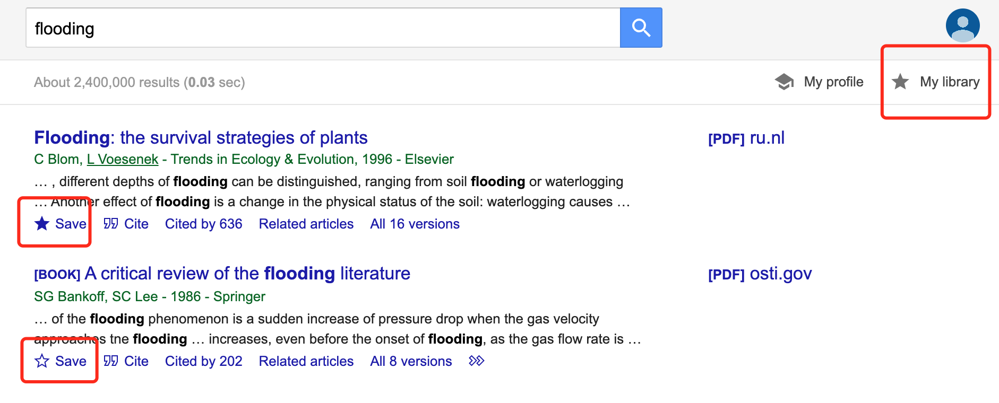 flooding
About 2,400,000 results (0.03 sec)
My profile
My library
Flooding: the survival strategies of plants
[PDF] ru.nl
C Blom, L Voesenek - Trends in Ecology & Evolution, 1996 - Elsevier
… , different depths of flooding can be distinguished, ranging from soil flooding or waterlogging
… Another effect of flooding is a change in the physical status of the soil: waterlogging causes …
Save Cite Cited by 636 Related articles All 16 versions
[BOOK] A critical review of the flooding literature
[PDF] osti.gov
SG Bankoff, SC Lee - 1986 - Springer
… of the flooding phenomenon is a sudden increase of pressure drop when the gas velocity
approaches tne flooding … increases, even before the onset of flooding, as the gas flow rate is …
Save Cite Cited by 202 Related articles All 8 versions